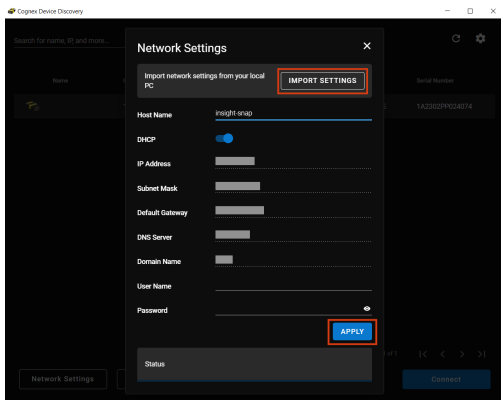 Cognex Device Discovery
Search for name, IP, and more...
Network Settings
Import network settings from your local PC
IMPORT SETTINGS
Name
Serial Number
1A2302PP024074
Host Name
insight-snap
DHCP
IP Address
Subnet Mask
Default Gateway
DNS Server
Domain Name
User Name
Password
APPLY
Status
of 1
Network Settings
Connect